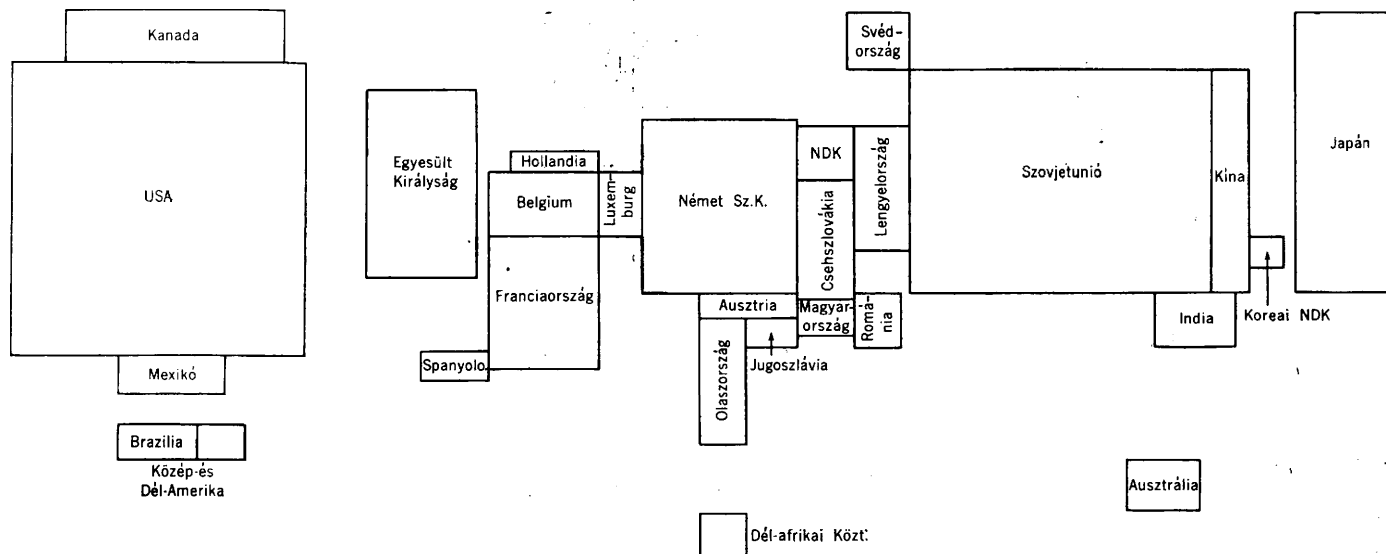 Kanada
USA
Mexikó
Brazilia
Közép-és
Dél-Amerika
Egyesült
Királyság
Hollandia
Belgium
Luxem-
burg
Franciaország
Spanyolo.
Német Sz.K.
Ausztria
Olaszország
Jugoszlávia
NDK
Csehszlovákia
Magyar-
ország
Lengyelország
Romá-
nia
Svéd-
ország
Szovjetunió
Kína
India
Koreai NDK
Japán
Ausztrália
Dél-afrikai Közt.